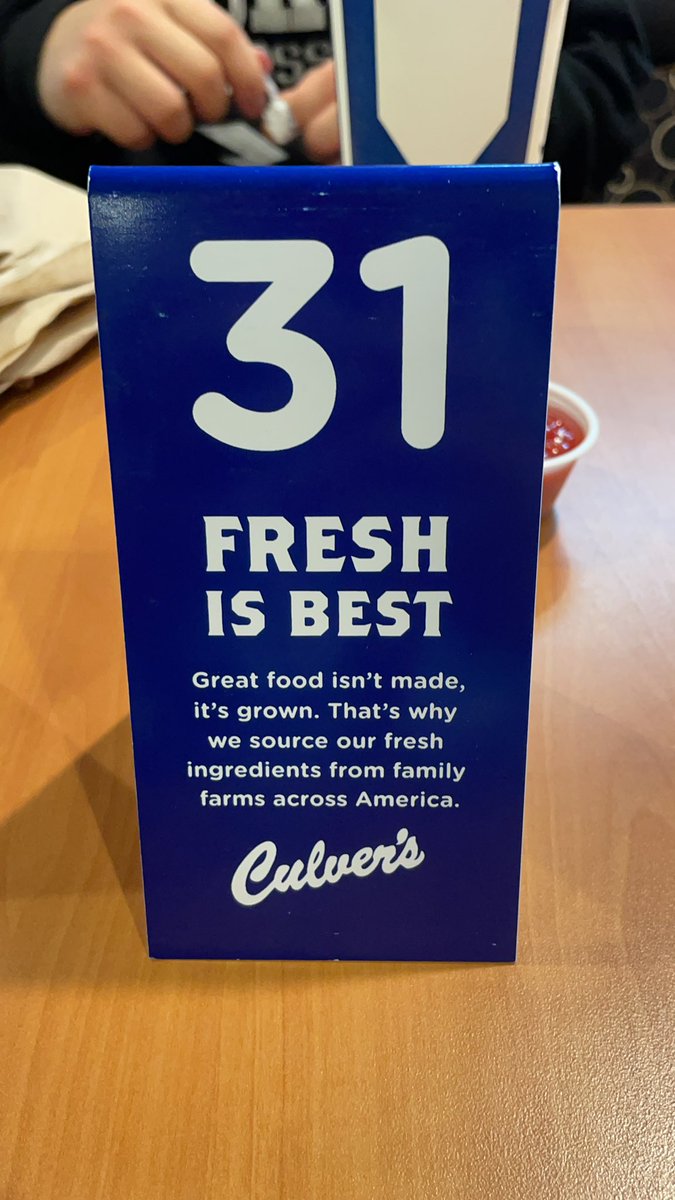 31
FRESH
IS BEST
Great food isn't made,
it's grown. That's why
we source our fresh
ingredients from family
farms across America.
Culver's